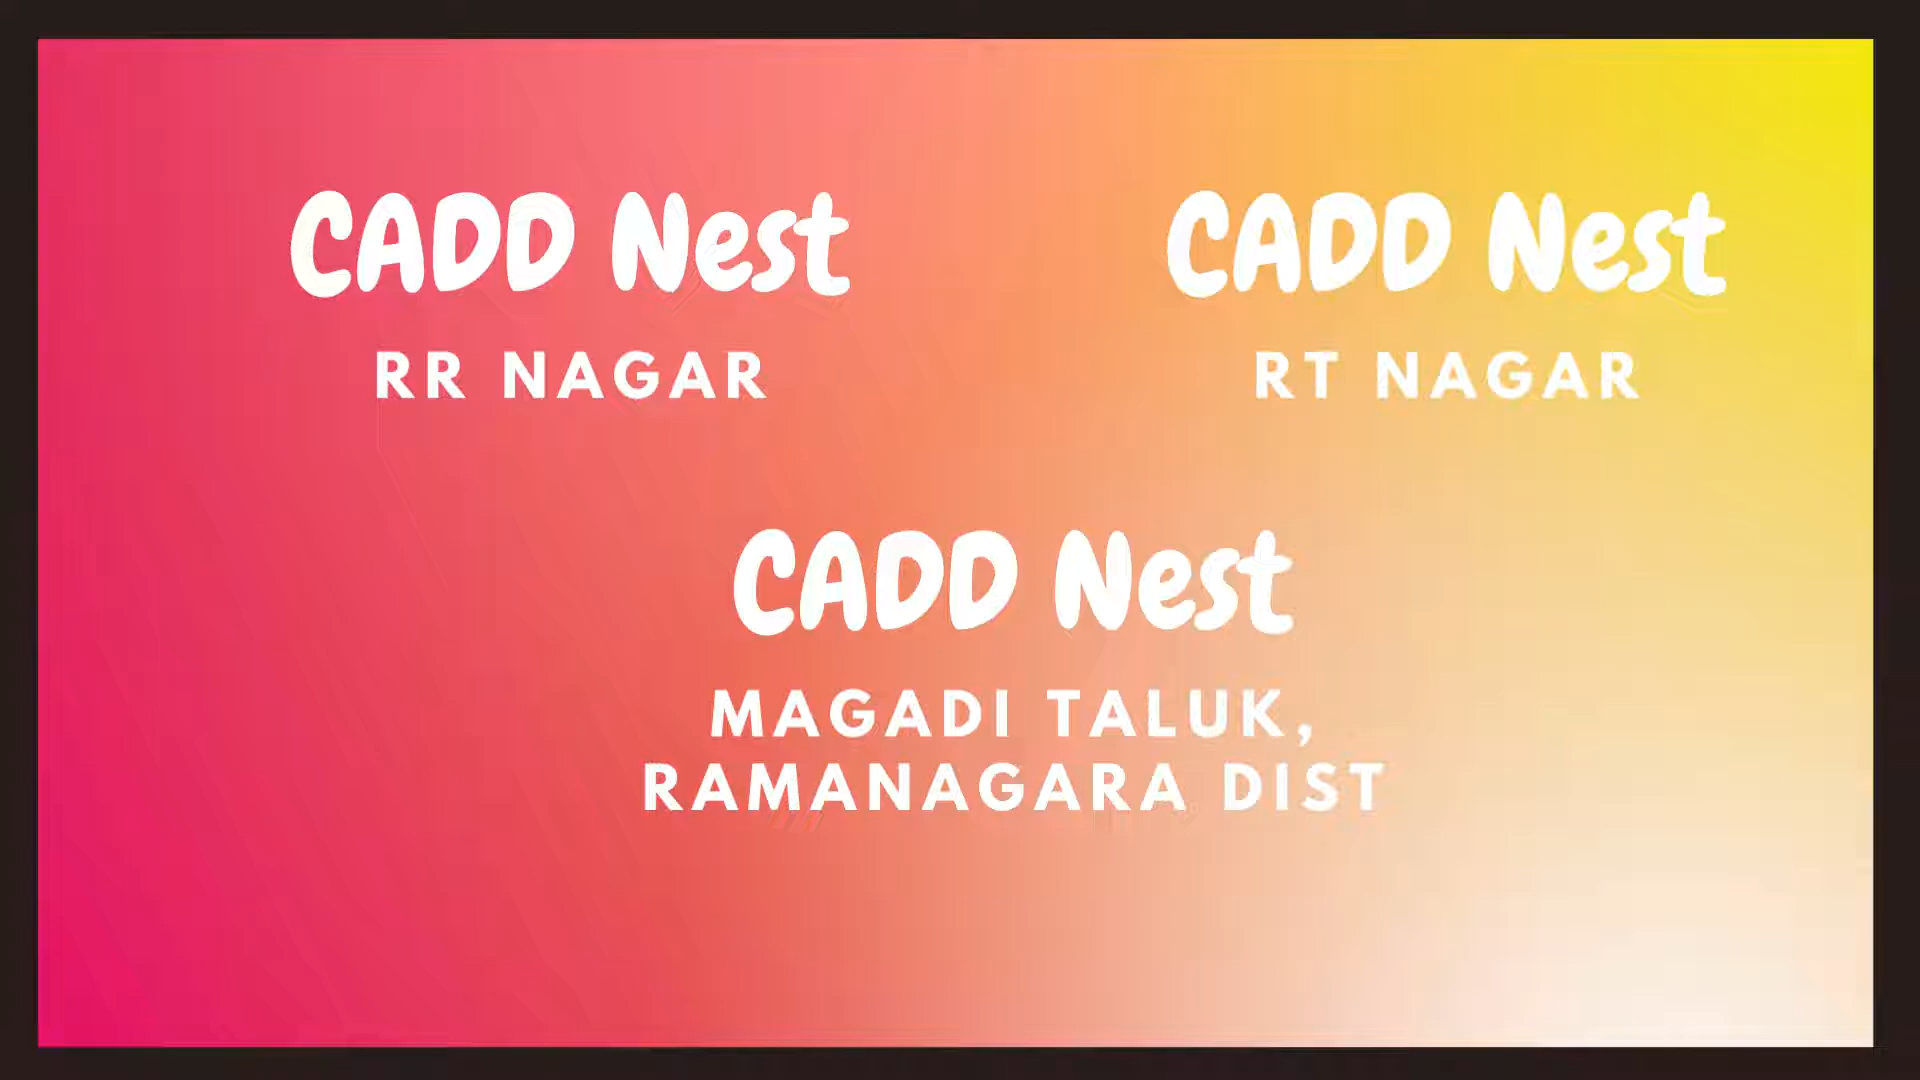 CADD Nest
RR NAGAR
CADD Nest
RT NAGAR
CADD Nest
MAGADI TALUK,
RAMANAGARA DIST